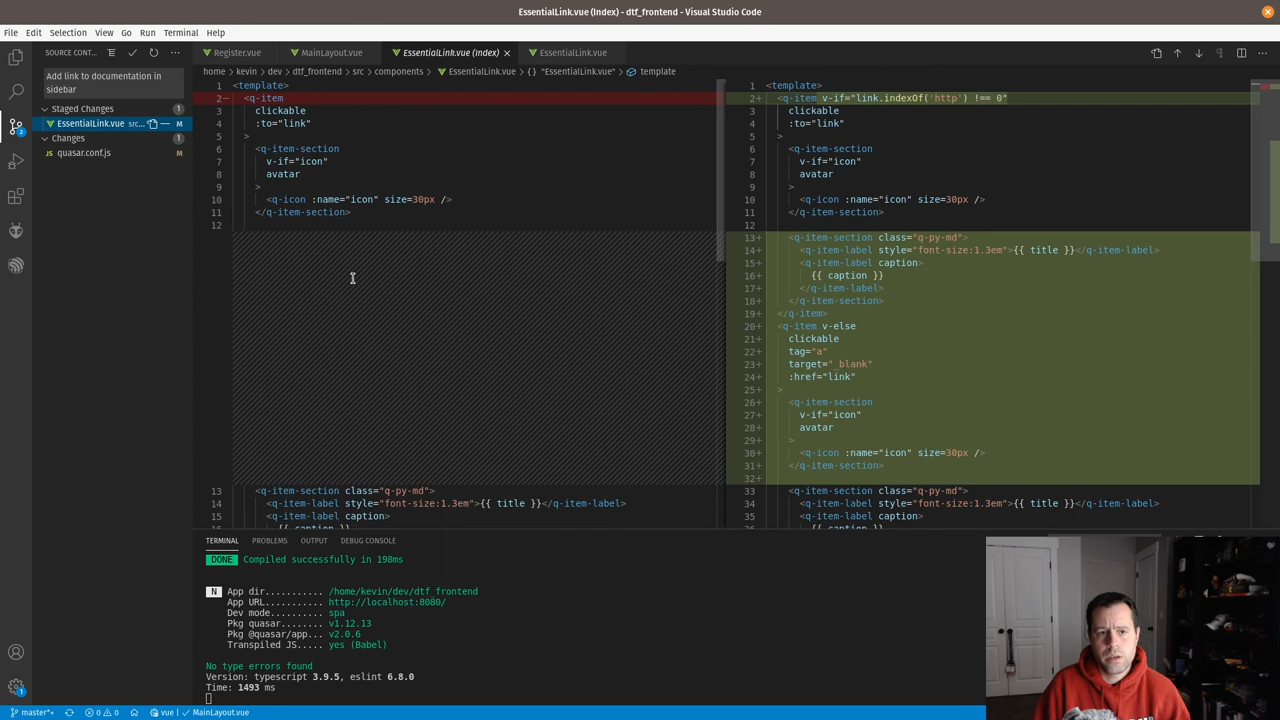 EssentialLink.vue (Index) - dtf_frontend - Visual Studio Code
File Edit Selection View Go Run Terminal Help
SOURCE CONT...
Register.vue
MainLayout.vue
EssentialLink.vue (Index)
EssentialLink.vue
Add link to documentation in
sidebar
home > kevin > dev > dtf_frontend > src > components > EssentialLink.vue > {} "EssentialLink.vue" > template
Staged Changes 1
EssentialLink.vue src... M
Changes 1
quasar.conf.js M
1 <template>
2- <q-item
3 clickable
4 :to="link"
5 >
6 <q-item-section
7 v-if="icon"
8 avatar
9 >
10 <q-icon :name="icon" size=30px />
11 </q-item-section>
12
13 <q-item-section class="q-py-md">
14 <q-item-label style="font-size:1.3em">{{ title }}</q-item-label>
15 <q-item-label caption>
{{ caption }}
1 <template>
2+ <q-item v-if="link.indexOf('http') !== 0"
3 clickable
4 :to="link"
5 >
6 <q-item-section
7 v-if="icon"
8 avatar
9 >
10 <q-icon :name="icon" size=30px />
11 </q-item-section>
12
13+ <q-item-section class="q-py-md">
14+ <q-item-label style="font-size:1.3em">{{ title }}</q-item-label>
15+ <q-item-label caption>
16+ {{ caption }}
17+ </q-item-label>
18+ </q-item-section>
19+ </q-item>
20+ <q-item v-else
21+ clickable
22+ tag="a"
23+ target="_blank"
24+ :href="link"
25+ >
26+ <q-item-section
27+ v-if="icon"
28+ avatar
29+ >
30+ <q-icon :name="icon" size=30px />
31+ </q-item-section>
32+
33 <q-item-section class="q-py-md">
34 <q-item-label style="font-size:1.3em">{{ title }}</q-item-label>
35 <q-item-label caption>
{{ caption }}
TERMINAL PROBLEMS OUTPUT DEBUG CONSOLE
DONE Compiled successfully in 198ms
N App dir........... /home/kevin/dev/dtf_frontend
App URL........... http://localhost:8080/
Dev mode.......... spa
Pkg quasar........ v1.12.13
Pkg @quasar/app... v2.0.6
Transpiled JS..... yes (Babel)
No type errors found
Version: typescript 3.9.5, eslint 6.8.0
Time: 1493 ms
2
1
master*+ 0 0 vue | MainLayout.vue